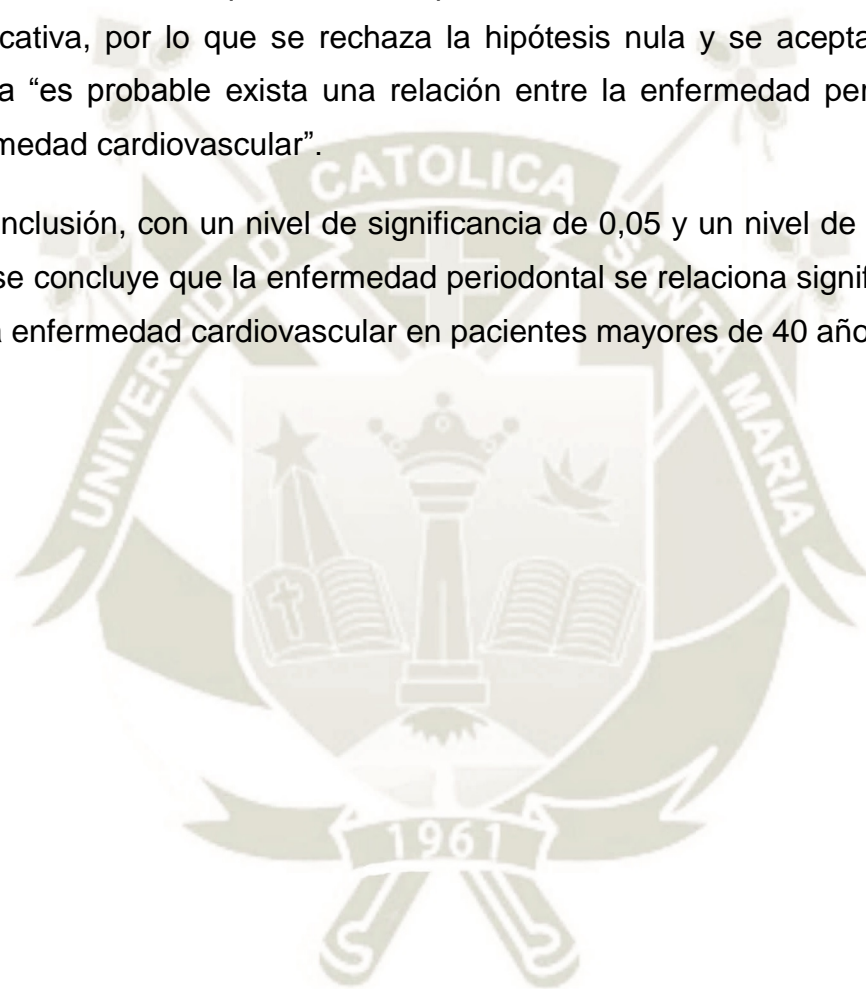 cativa, por lo que se rechaza la hipótesis nula y se acepta
a “es probable exista una relación entre la enfermedad per
medad cardiovascular”.
nclusión, con un nivel de significancia de 0,05 y un nivel de
se concluye que la enfermedad periodontal se relaciona signif
a enfermedad cardiovascular en pacientes mayores de 40 año
UNIVERSIDAD CATOLICA SANTA MARIA
1961